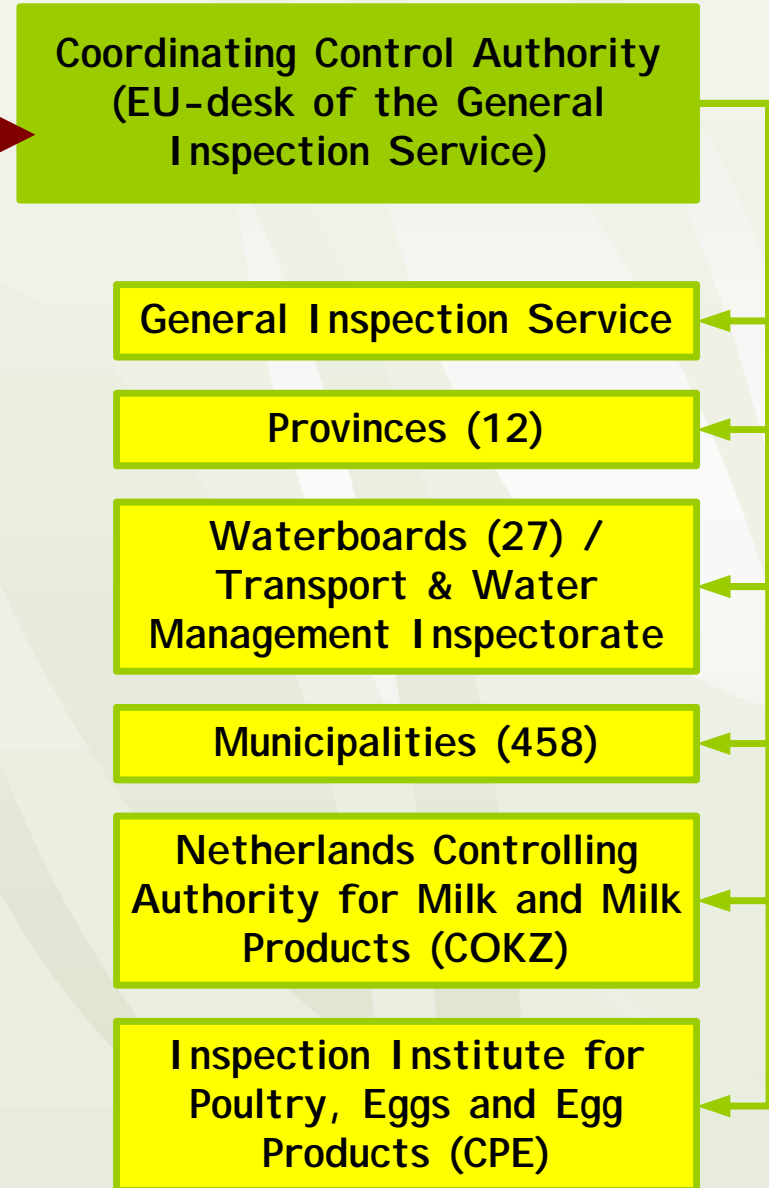 Coordinating Control Authority
(EU-desk of the General
Inspection Service)
General Inspection Service
Provinces (12)
Waterboards (27) /
Transport & Water
Management Inspectorate
Municipalities (458)
Netherlands Controlling
Authority for Milk and Milk
Products (COKZ)
Inspection Institute for
Poultry, Eggs and Egg
Products (CPE)